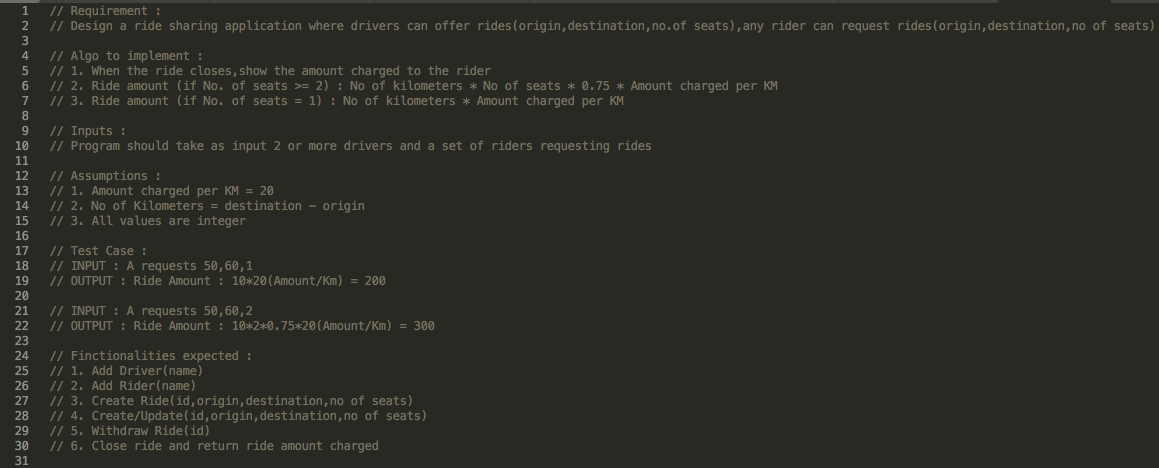 1 // Requirement :
2 // Design a ride sharing application where drivers can offer rides(origin,destination,no.of seats),any rider can request rides(origin,destination,no of seats)
3
4 // Algo to implement :
5 // 1. When the ride closes,show the amount charged to the rider
6 // 2. Ride amount (if No. of seats >= 2) : No of kilometers * No of seats * 0.75 * Amount charged per KM
7 // 3. Ride amount (if No. of seats = 1) : No of kilometers * Amount charged per KM
8
9 // Inputs :
10 // Program should take as input 2 or more drivers and a set of riders requesting rides
11
12 // Assumptions :
13 // 1. Amount charged per KM = 20
14 // 2. No of Kilometers = destination – origin
15 // 3. All values are integer
16
17 // Test Case :
18 // INPUT : A requests 50,60,1
19 // OUTPUT : Ride Amount : 10*20(Amount/Km) = 200
20
21 // INPUT : A requests 50,60,2
22 // OUTPUT : Ride Amount : 10*2*0.75*20(Amount/Km) = 300
23
24 // Finctionalities expected :
25 // 1. Add Driver(name)
26 // 2. Add Rider(name)
27 // 3. Create Ride(id,origin,destination,no of seats)
28 // 4. Create/Update(id,origin,destination,no of seats)
29 // 5. Withdraw Ride(id)
30 // 6. Close ride and return ride amount charged
31